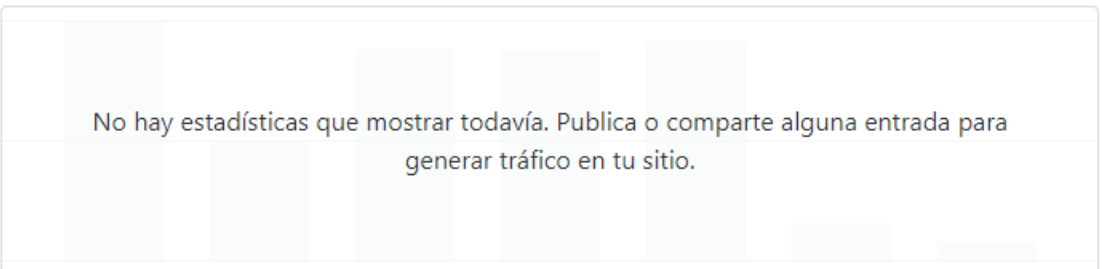 No hay estadísticas que mostrar todavía. Publica o comparte alguna entrada para
generar tráfico en tu sitio.